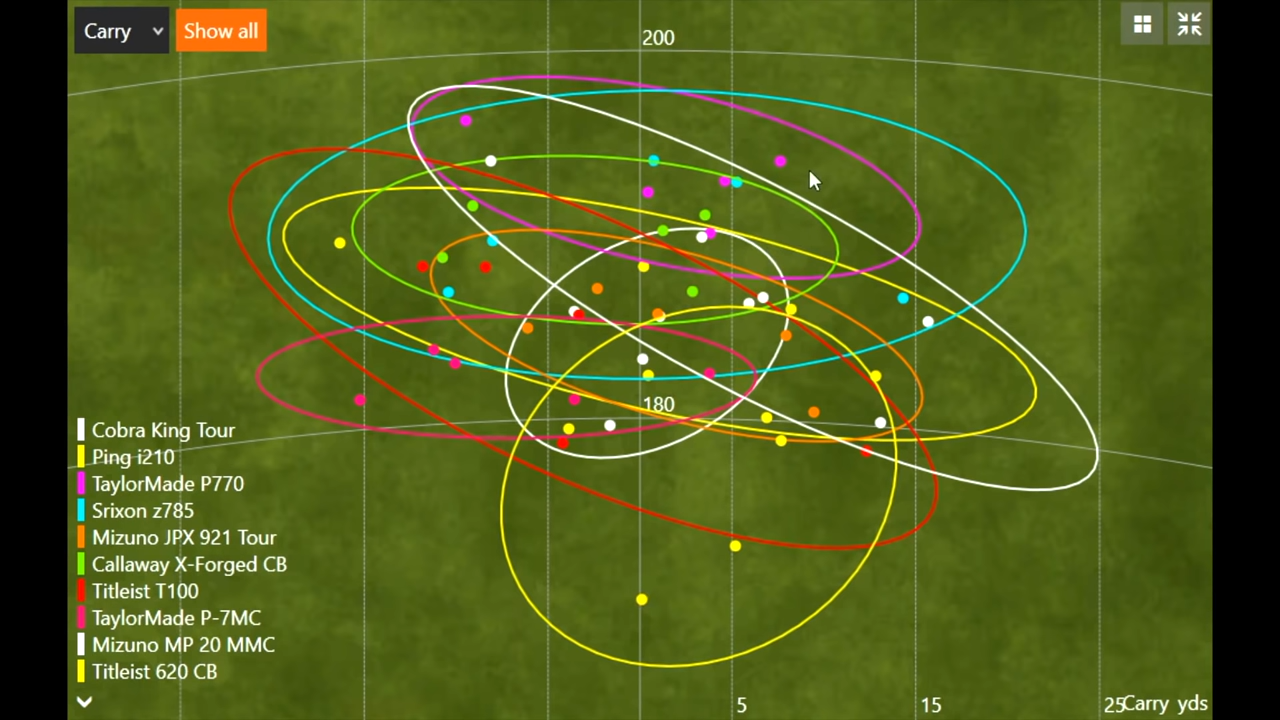 Carry
Show all
200
180
Cobra King Tour
Ping i210
TaylorMade P770
Srixon z785
Mizuno JPX 921 Tour
Callaway X-Forged CB
Titleist T100
TaylorMade P-7MC
Mizuno MP 20 MMC
Titleist 620 CB
5
15
25
Carry yds